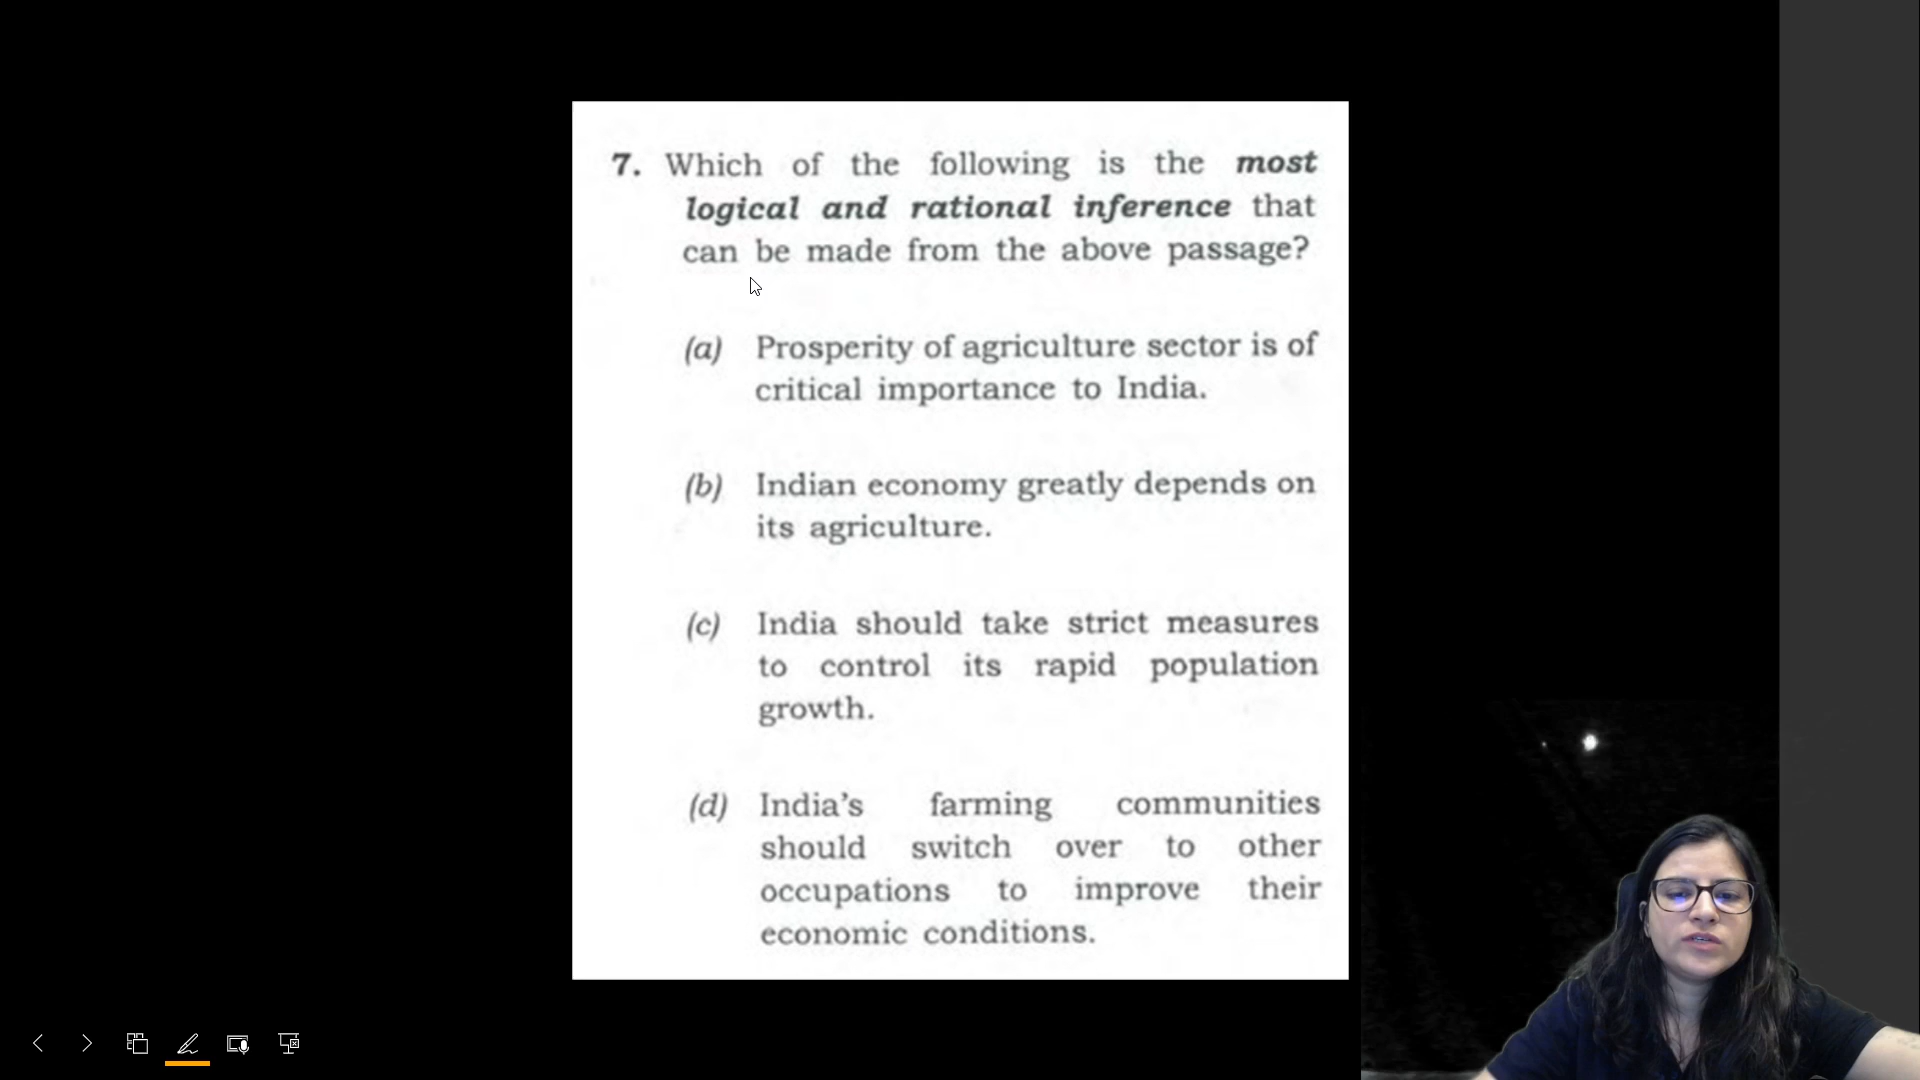 7. Which of the following is the most
logical and rational inference that
can be made from the above passage?
(a) Prosperity of agriculture sector is of
critical importance to India.
(b) Indian economy greatly depends on
its agriculture.
(c) India should take strict measures
to control its rapid population
growth.
(d) India's farming communities
should switch over to other
occupations to improve their
economic conditions.